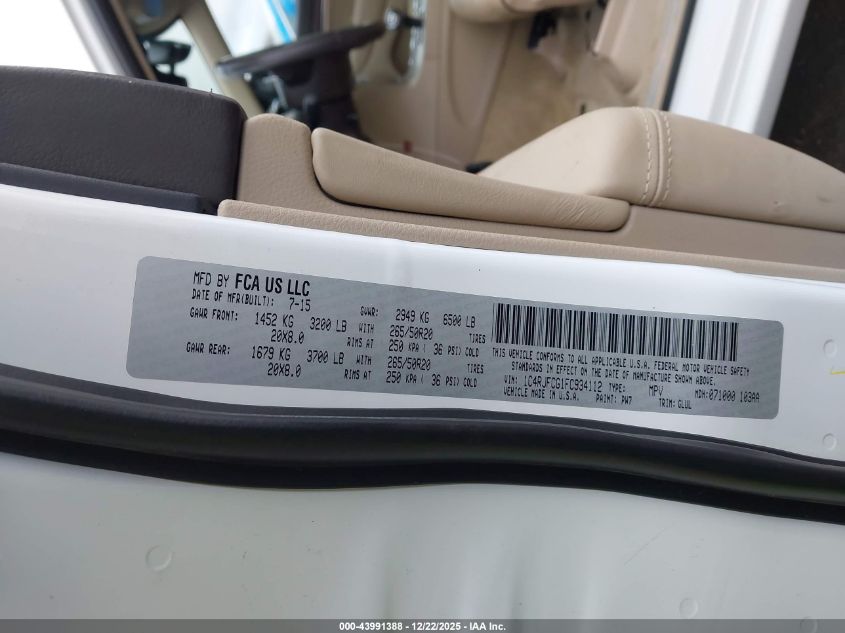 MFD BY FCA US LLC
DATE OF MFR(BUILT): 7-15 GVWR: 2949 KG 6500 LB
GAWR FRONT: 1452 KG 3200 LB WITH 265/50R20 TIRES
20X8.0 RIMS AT 250 KPA ( 36 PSI) COLD
GAWR REAR: 1679 KG 3700 LB WITH 265/50R20 TIRES
20X8.0 RIMS AT 250 KPA ( 36 PSI) COLD
THIS VEHICLE CONFORMS TO ALL APPLICABLE U.S.A. FEDERAL MOTOR VEHICLE SAFETY
STANDARDS IN EFFECT ON THE DATE OF MANUFACTURE SHOWN ABOVE.
VIN: 1C4RJFCG1FC934112 TYPE: MPV MDH:071000 103AA
VEHICLE MADE IN U.S.A. PAINT: PW7 TRIM: GLUL
000-43991388 - 12/22/2025 - IAA Inc.